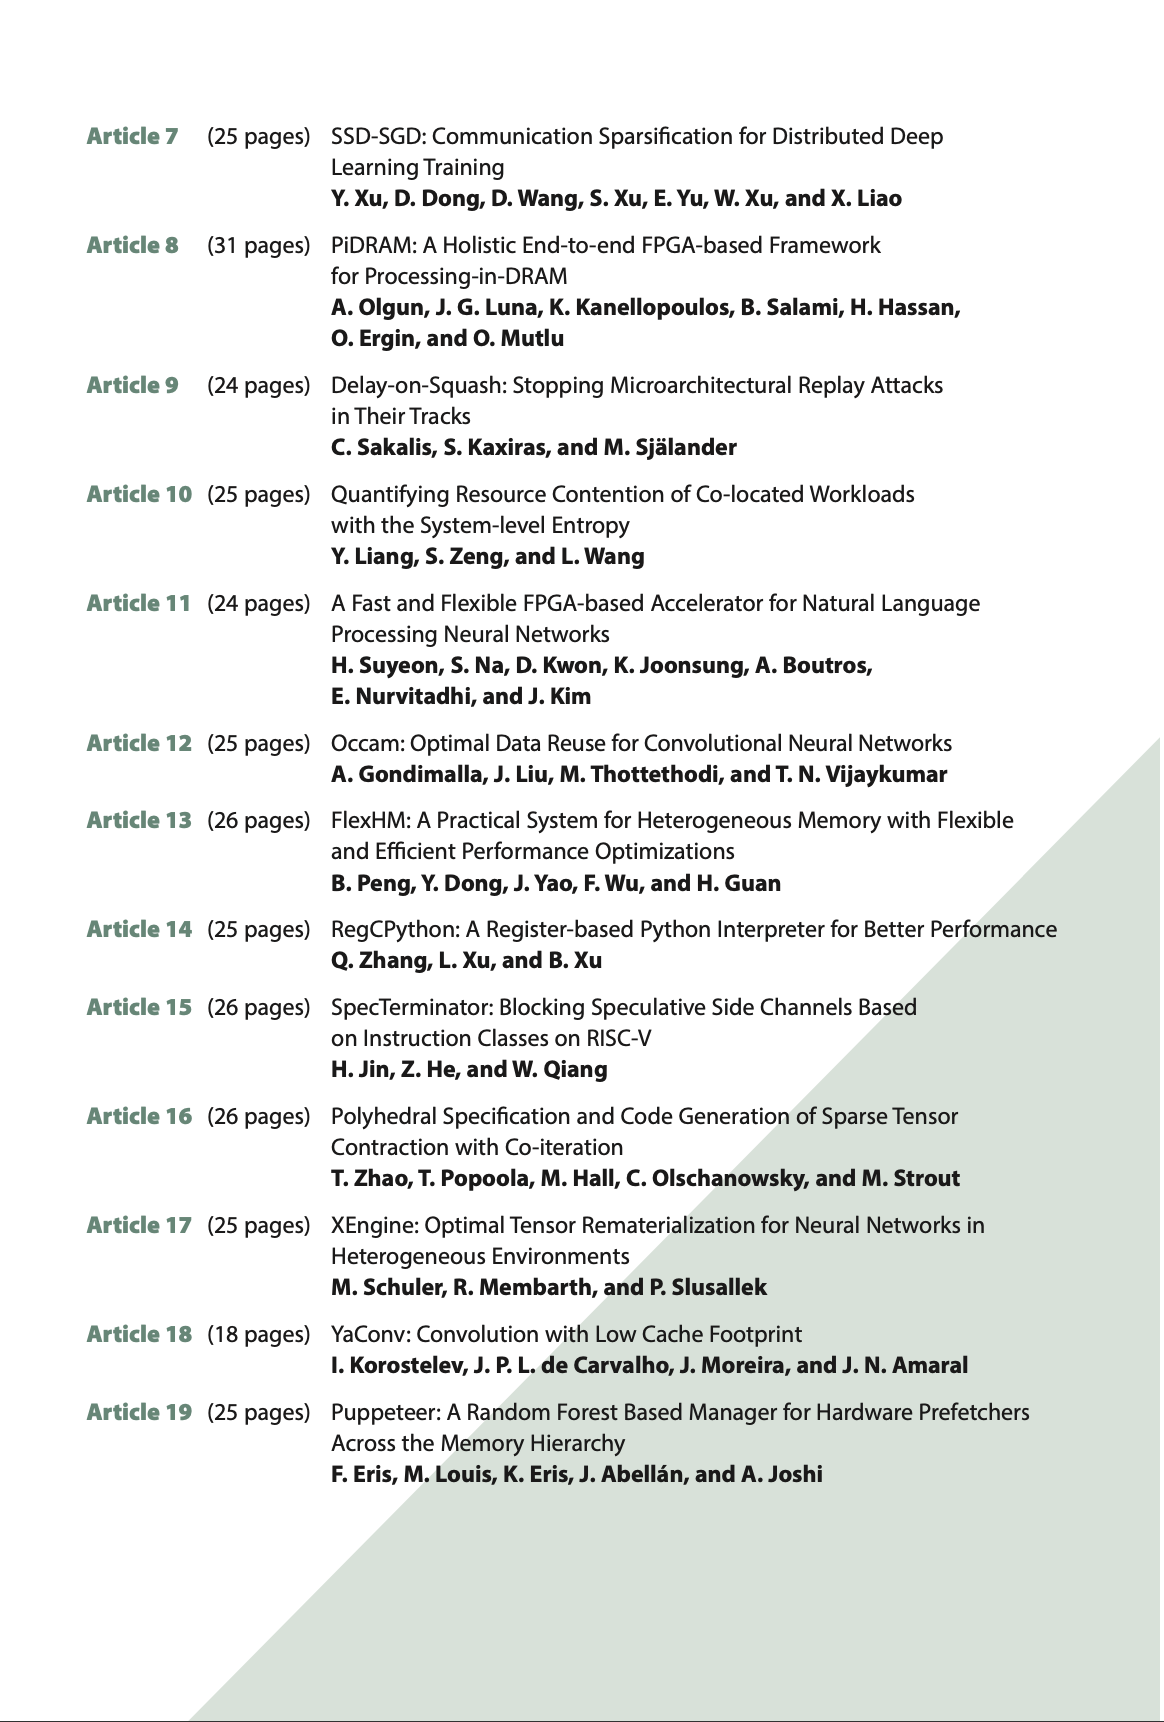 Article 7 (25 pages) SSD-SGD: Communication Sparsification for Distributed Deep
Learning Training
Y. Xu, D. Dong, D. Wang, S. Xu, E. Yu, W. Xu, and X. Liao
Article 8 (31 pages) PiDRAM: A Holistic End-to-end FPGA-based Framework
for Processing-in-DRAM
A. Olgun, J. G. Luna, K. Kanellopoulos, B. Salami, H. Hassan,
O. Ergin, and O. Mutlu
Article 9 (24 pages) Delay-on-Squash: Stopping Microarchitectural Replay Attacks
in Their Tracks
C. Sakalis, S. Kaxiras, and M. Själander
Article 10 (25 pages) Quantifying Resource Contention of Co-located Workloads
with the System-level Entropy
Y. Liang, S. Zeng, and L. Wang
Article 11 (24 pages) A Fast and Flexible FPGA-based Accelerator for Natural Language
Processing Neural Networks
H. Suyeon, S. Na, D. Kwon, K. Joonsung, A. Boutros,
E. Nurvitadhi, and J. Kim
Article 12 (25 pages) Occam: Optimal Data Reuse for Convolutional Neural Networks
A. Gondimalla, J. Liu, M. Thottethodi, and T. N. Vijaykumar
Article 13 (26 pages) FlexHM: A Practical System for Heterogeneous Memory with Flexible
and Efficient Performance Optimizations
B. Peng, Y. Dong, J. Yao, F. Wu, and H. Guan
Article 14 (25 pages) RegCPython: A Register-based Python Interpreter for Better Performance
Q. Zhang, L. Xu, and B. Xu
Article 15 (26 pages) SpecTerminator: Blocking Speculative Side Channels Based
on Instruction Classes on RISC-V
H. Jin, Z. He, and W. Qiang
Article 16 (26 pages) Polyhedral Specification and Code Generation of Sparse Tensor
Contraction with Co-iteration
T. Zhao, T. Popoola, M. Hall, C. Olschanowsky, and M. Strout
Article 17 (25 pages) XEngine: Optimal Tensor Rematerialization for Neural Networks in
Heterogeneous Environments
M. Schuler, R. Membarth, and P. Slusallek
Article 18 (18 pages) YaConv: Convolution with Low Cache Footprint
I. Korostelev, J. P. L. de Carvalho, J. Moreira, and J. N. Amaral
Article 19 (25 pages) Puppeteer: A Random Forest Based Manager for Hardware Prefetchers
Across the Memory Hierarchy
F. Eris, M. Louis, K. Eris, J. Abellán, and A. Joshi